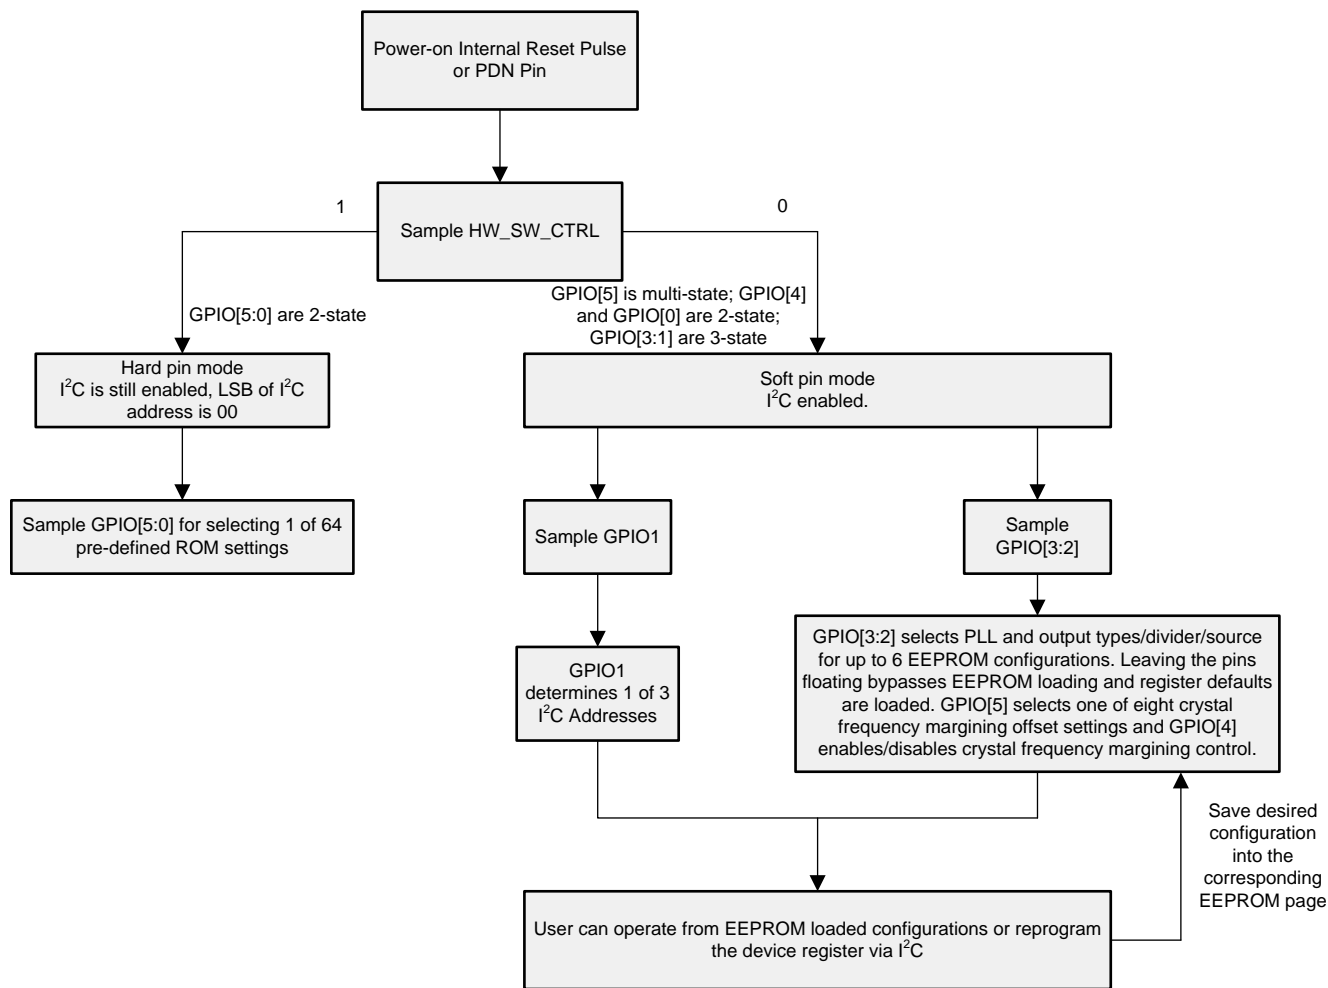 Power-on Internal Reset Pulse
or PDN Pin
1
0
Sample HW_SW_CTRL
GPIO[5:0] are 2-state
GPIO[5] is multi-state; GPIO[4]
and GPIO[0] are 2-state;
GPIO[3:1] are 3-state
Hard pin mode
I²C is still enabled, LSB of I²C
address is 00
Soft pin mode
I²C enabled.
Sample GPIO[5:0] for selecting 1 of 64
pre-defined ROM settings
Sample GPIO1
Sample
GPIO[3:2]
GPIO1
determines 1 of 3
I²C Addresses
GPIO[3:2] selects PLL and output types/divider/source
for up to 6 EEPROM configurations. Leaving the pins
floating bypasses EEPROM loading and register defaults
are loaded. GPIO[5] selects one of eight crystal
frequency margining offset settings and GPIO[4]
enables/disables crystal frequency margining control.
Save desired
configuration
into the
corresponding
EEPROM page
User can operate from EEPROM loaded configurations or reprogram
the device register via I²C